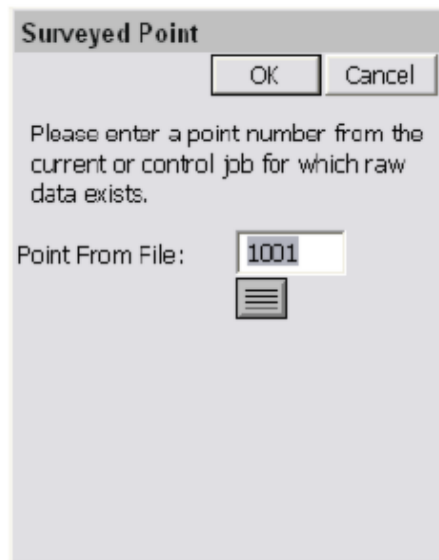 Surveyed Point
OK Cancel
Please enter a point number from the
current or control job for which raw
data exists.
Point From File: 1001